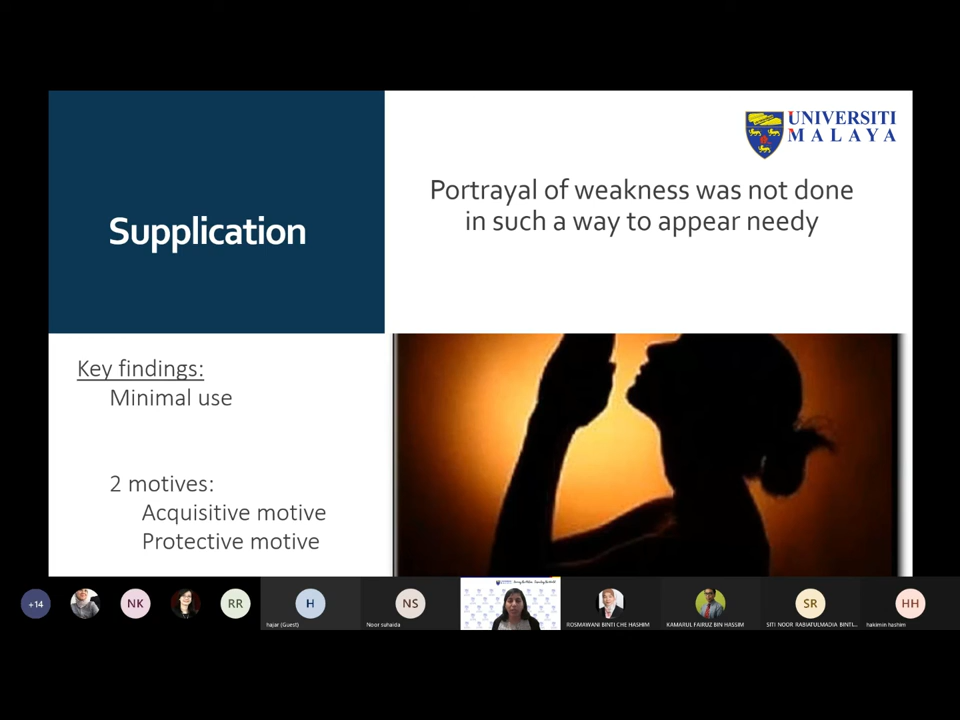 UNIVERSITI
MALAYA
Supplication
Portrayal of weakness was not done
in such a way to appear needy
Key findings:
Minimal use
2 motives:
Acquisitive motive
Protective motive
+14
NK
RR
H
hajar (Guest)
NS
Noor suhaida
ROSMAWANI BINTI CHE HASHIM
KAMARUL FAIRUZ BIN HASSIM
SR
SITI NOOR RABIATULMADIA BINTI...
HH
hakimin hashim